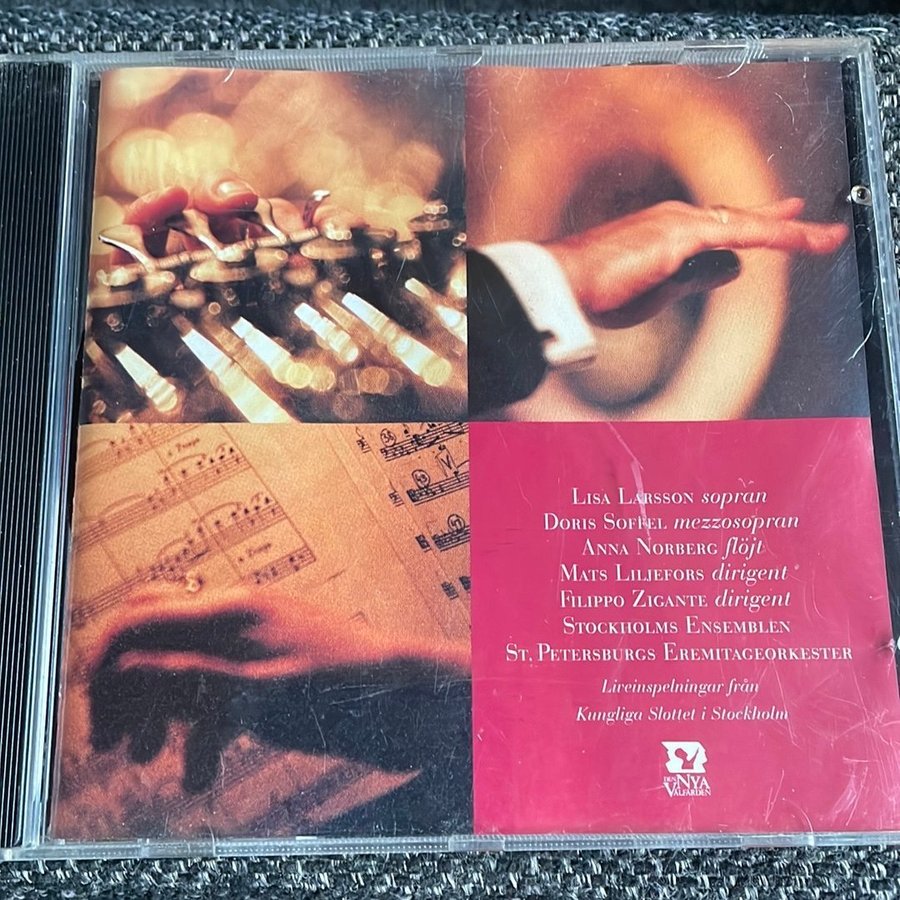 LISA LARSSON sopran
DORIS SOFFEL mezzosopran
ANNA NORBERG flöjt
MATS LILJEFORS dirigent
FILIPPO ZIGANTE dirigent
STOCKHOLMS ENSEMBLEN
ST. PETERSBURGS EREMITAGEORKESTER
Liveinspelningar från
Kungliga Slottet i Stockholm
DEN NYA
VÄLFÄRDEN